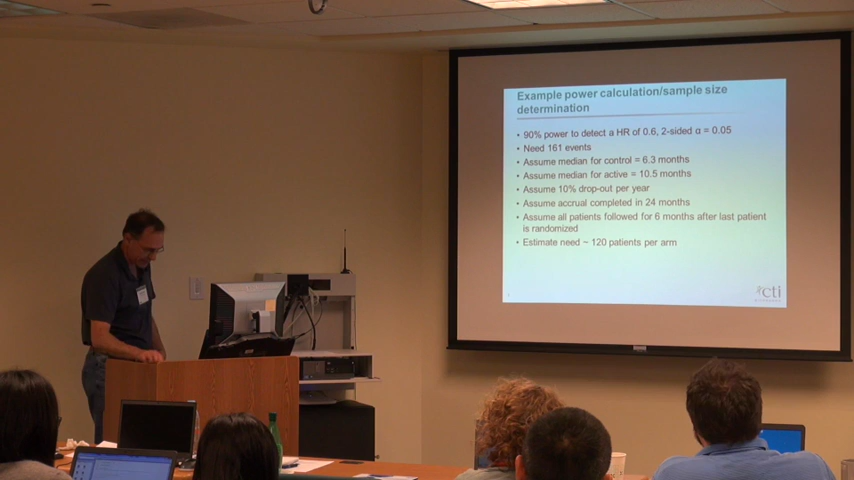 Example power calculation/sample size
determination
• 90% power to detect a HR of 0.6, 2-sided α = 0.05
• Need 161 events
• Assume median for control = 6.3 months
• Assume median for active = 10.5 months
• Assume 10% drop-out per year
• Assume accrual completed in 24 months
• Assume all patients followed for 6 months after last patient
is randomized
• Estimate need ~ 120 patients per arm
cti